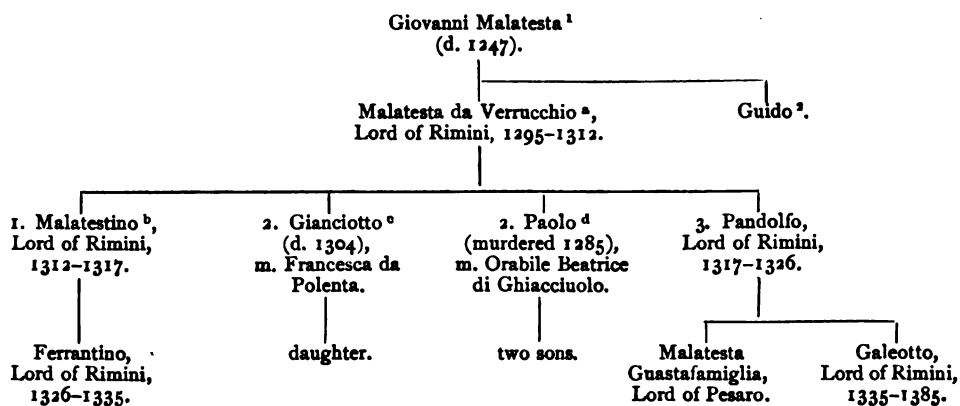 Giovanni Malatesta ¹
(d. 1247).
Malatesta da Verrucchio ᵃ,
Lord of Rimini, 1295–1312.
Guido ².
1. Malatestino ᵇ,
Lord of Rimini,
1312–1317.
2. Gianciotto ᶜ
(d. 1304),
m. Francesca da
Polenta.
2. Paolo ᵈ
(murdered 1285),
m. Orabile Beatrice
di Ghiacciuolo.
3. Pandolfo,
Lord of Rimini,
1317–1326.
Ferrantino,
Lord of Rimini,
1326–1335.
daughter.
two sons.
Malatesta
Guastafamiglia,
Lord of Pesaro.
Galeotto,
Lord of Rimini,
1335–1385.